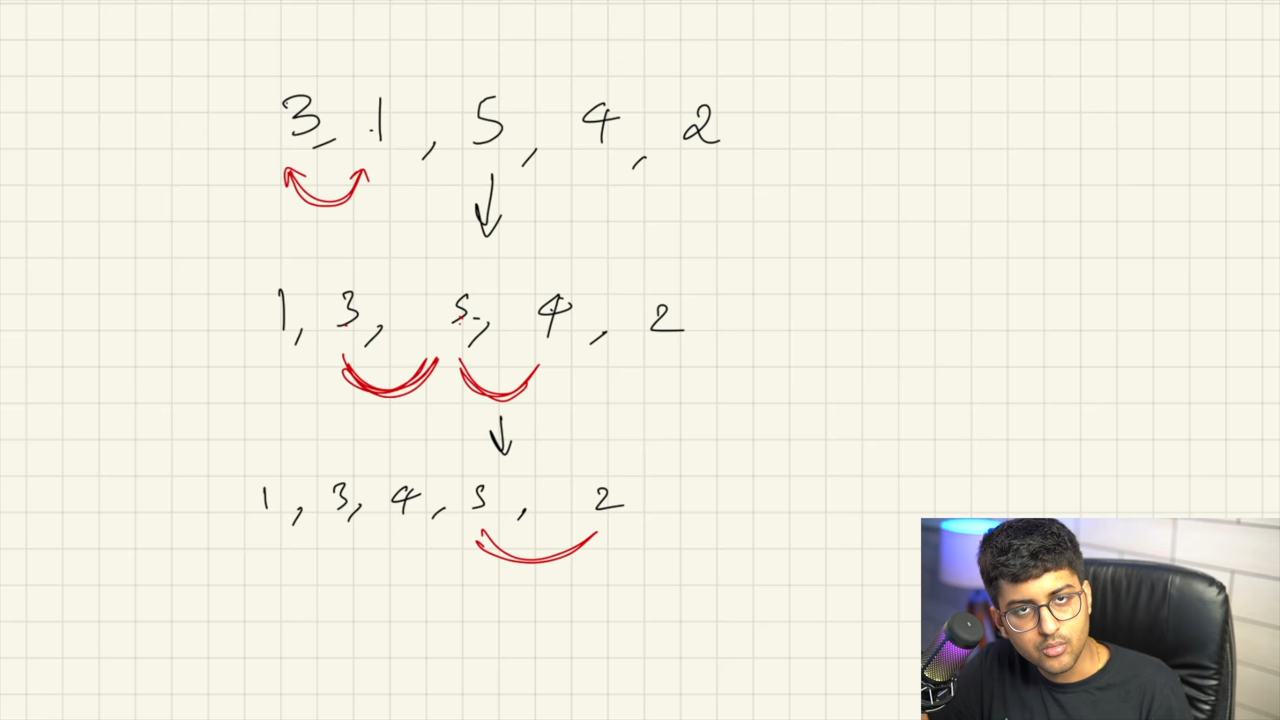 3, 1, 5, 4, 2
1, 3, 5, 4, 2
1, 3, 4, 5, 2